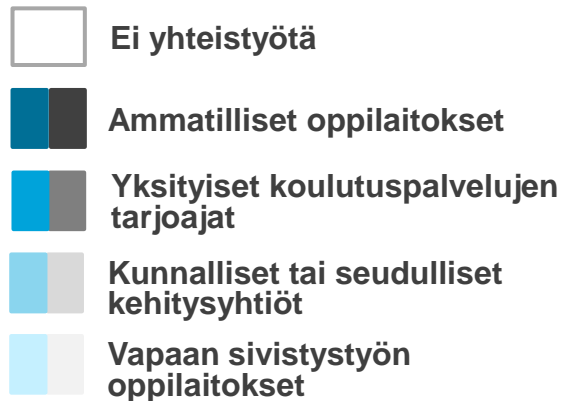 Ei yhteistyötä
Ammatilliset oppilaitokset
Yksityiset koulutuspalvelujen
tarjoajat
Kunnalliset tai seudulliset
kehitysyhtiöt
Vapaan sivistystyön
oppilaitokset